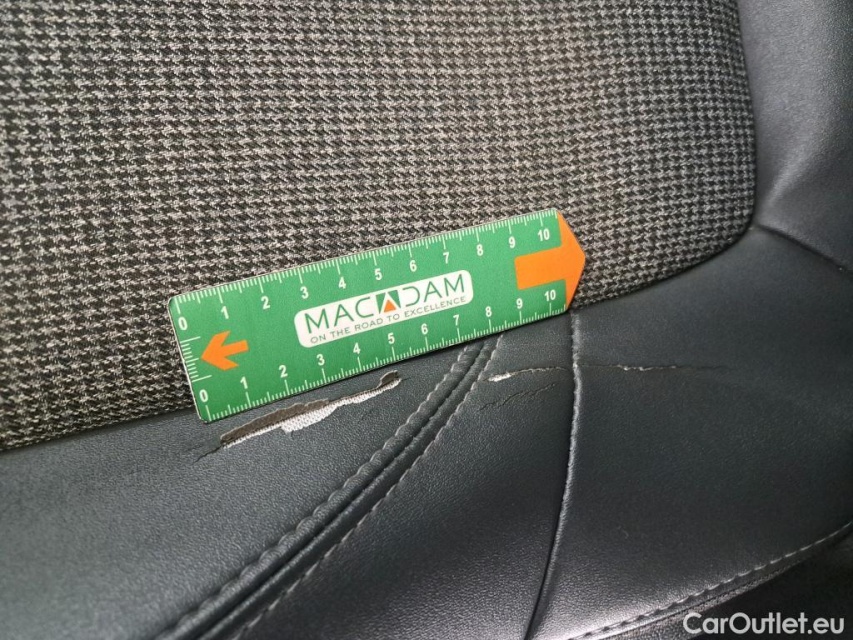 0 1 2 3 4 5 6 7 8 9 10
MACADAM
ON THE ROAD TO EXCELLENCE
0 1 2 3 4 5 6 7 8 9 10
CarOutlet.eu